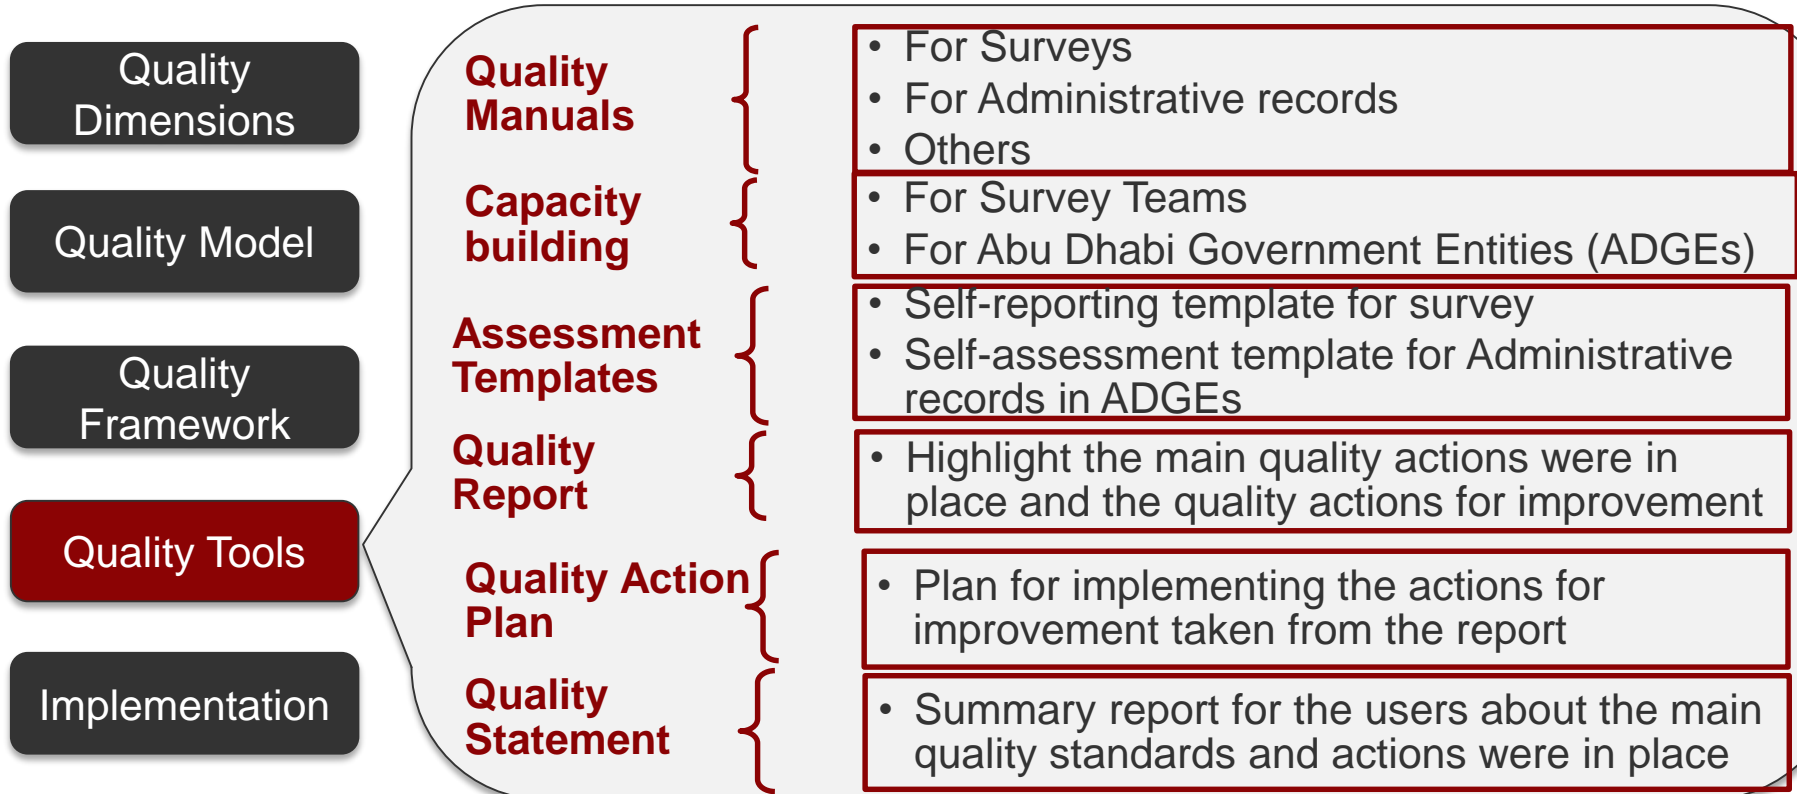 Quality
Dimensions
Quality Model
Quality
Framework
Quality Tools
Implementation
Quality
Manuals
• For Surveys
• For Administrative records
• Others
Capacity
building
• For Survey Teams
• For Abu Dhabi Government Entities (ADGEs)
Assessment
Templates
• Self-reporting template for survey
• Self-assessment template for Administrative
records in ADGEs
Quality
Report
• Highlight the main quality actions were in
place and the quality actions for improvement
Quality Action
Plan
• Plan for implementing the actions for
improvement taken from the report
Quality
Statement
• Summary report for the users about the main
quality standards and actions were in place